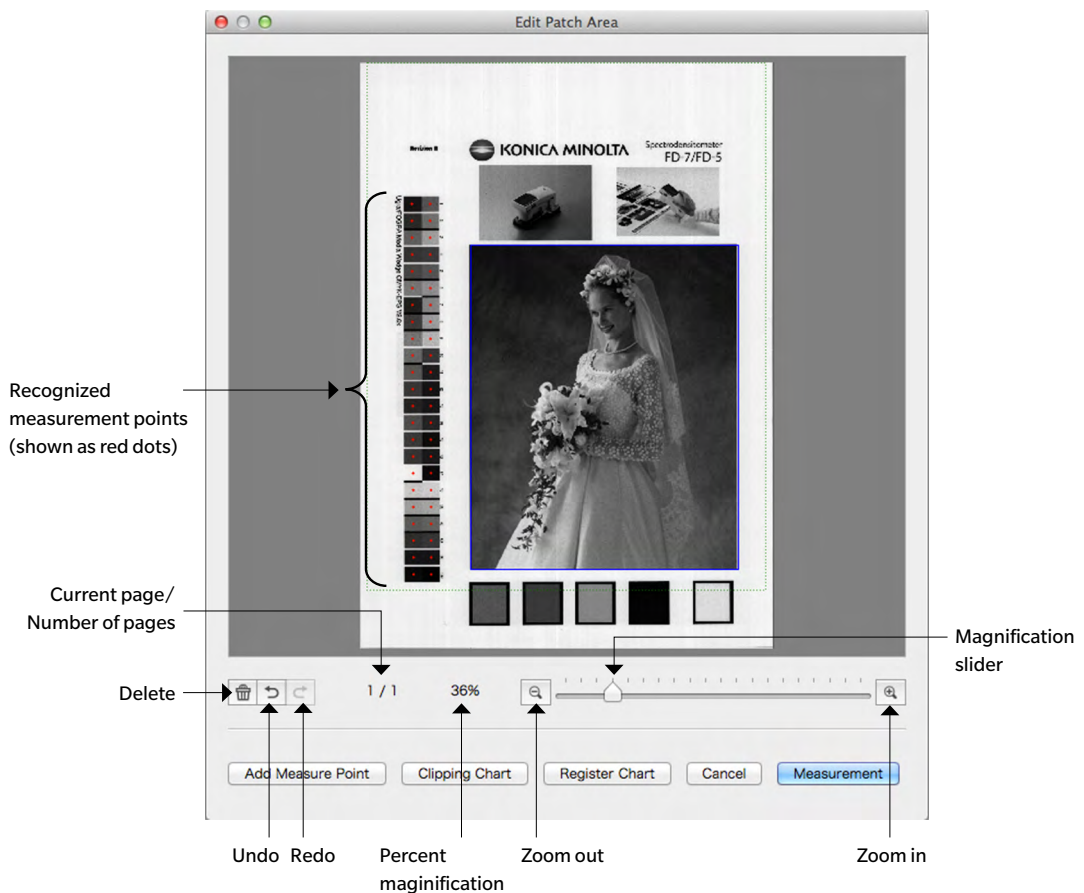 Edit Patch Area
Revision B
KONICA MINOLTA
Spectrodensitometer
FD-7/FD-5
Recognized
measurement points
(shown as red dots)
Current page/
Number of pages
Magnification
slider
Delete
1 / 1
36%
Add Measure Point
Clipping Chart
Register Chart
Cancel
Measurement
Undo
Redo
Percent
maginification
Zoom out
Zoom in